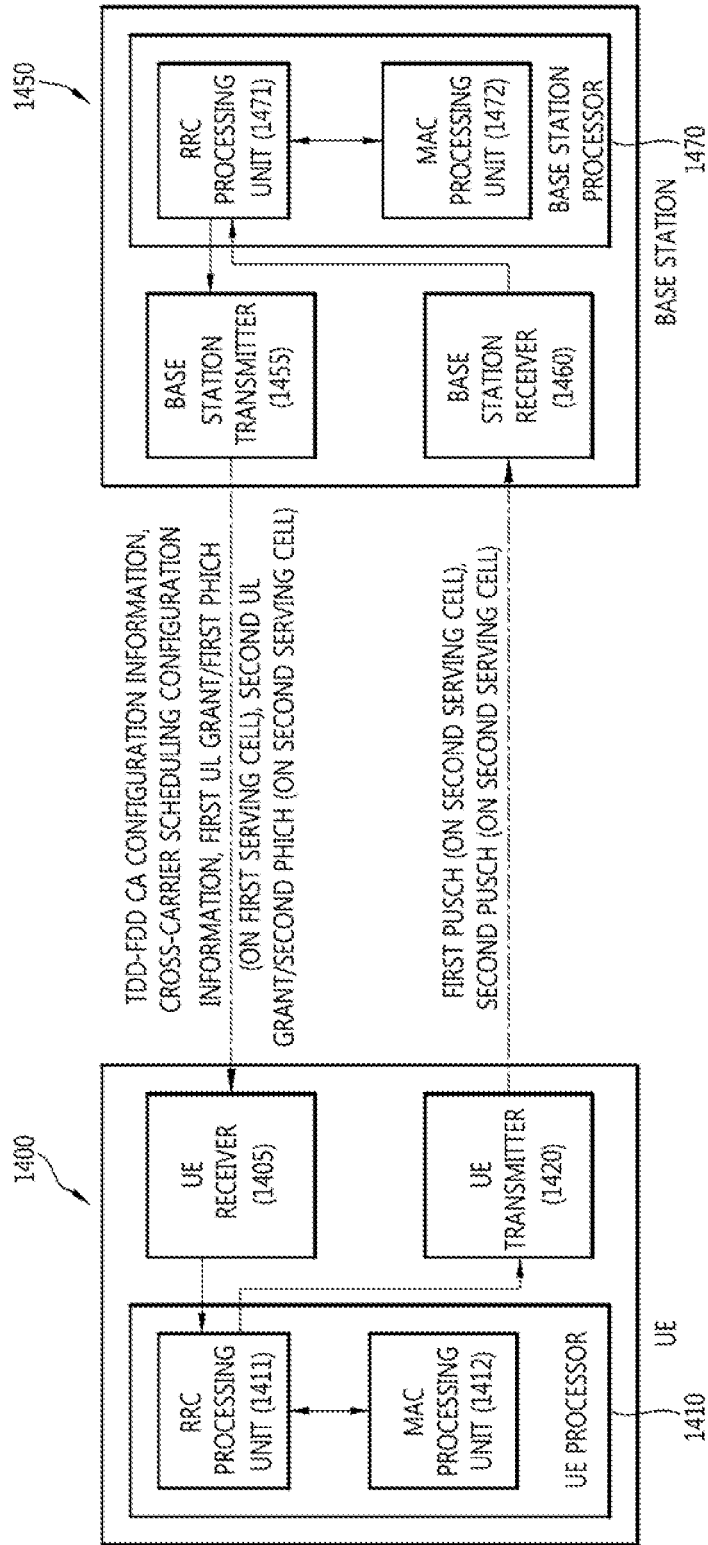 1400
UE
RECEIVER
(1405)
UE
TRANSMITTER
(1420)
RRC
PROCESSING
UNIT (1411)
MAC
PROCESSING
UNIT (1412)
UE PROCESSOR
1410
UE
TDD-FDD CA CONFIGURATION INFORMATION,
CROSS-CARRIER SCHEDULING CONFIGURATION
INFORMATION, FIRST UL GRANT/FIRST PHICH
(ON FIRST SERVING CELL), SECOND UL
GRANT/SECOND PHICH (ON SECOND SERVING CELL)
FIRST PUSCH (ON SECOND SERVING CELL),
SECOND PUSCH (ON SECOND SERVING CELL)
1450
BASE
STATION
TRANSMITTER
(1455)
BASE
STATION
RECEIVER
(1460)
RRC
PROCESSING
UNIT (1471)
MAC
PROCESSING
UNIT (1472)
BASE STATION
PROCESSOR
1470
BASE STATION